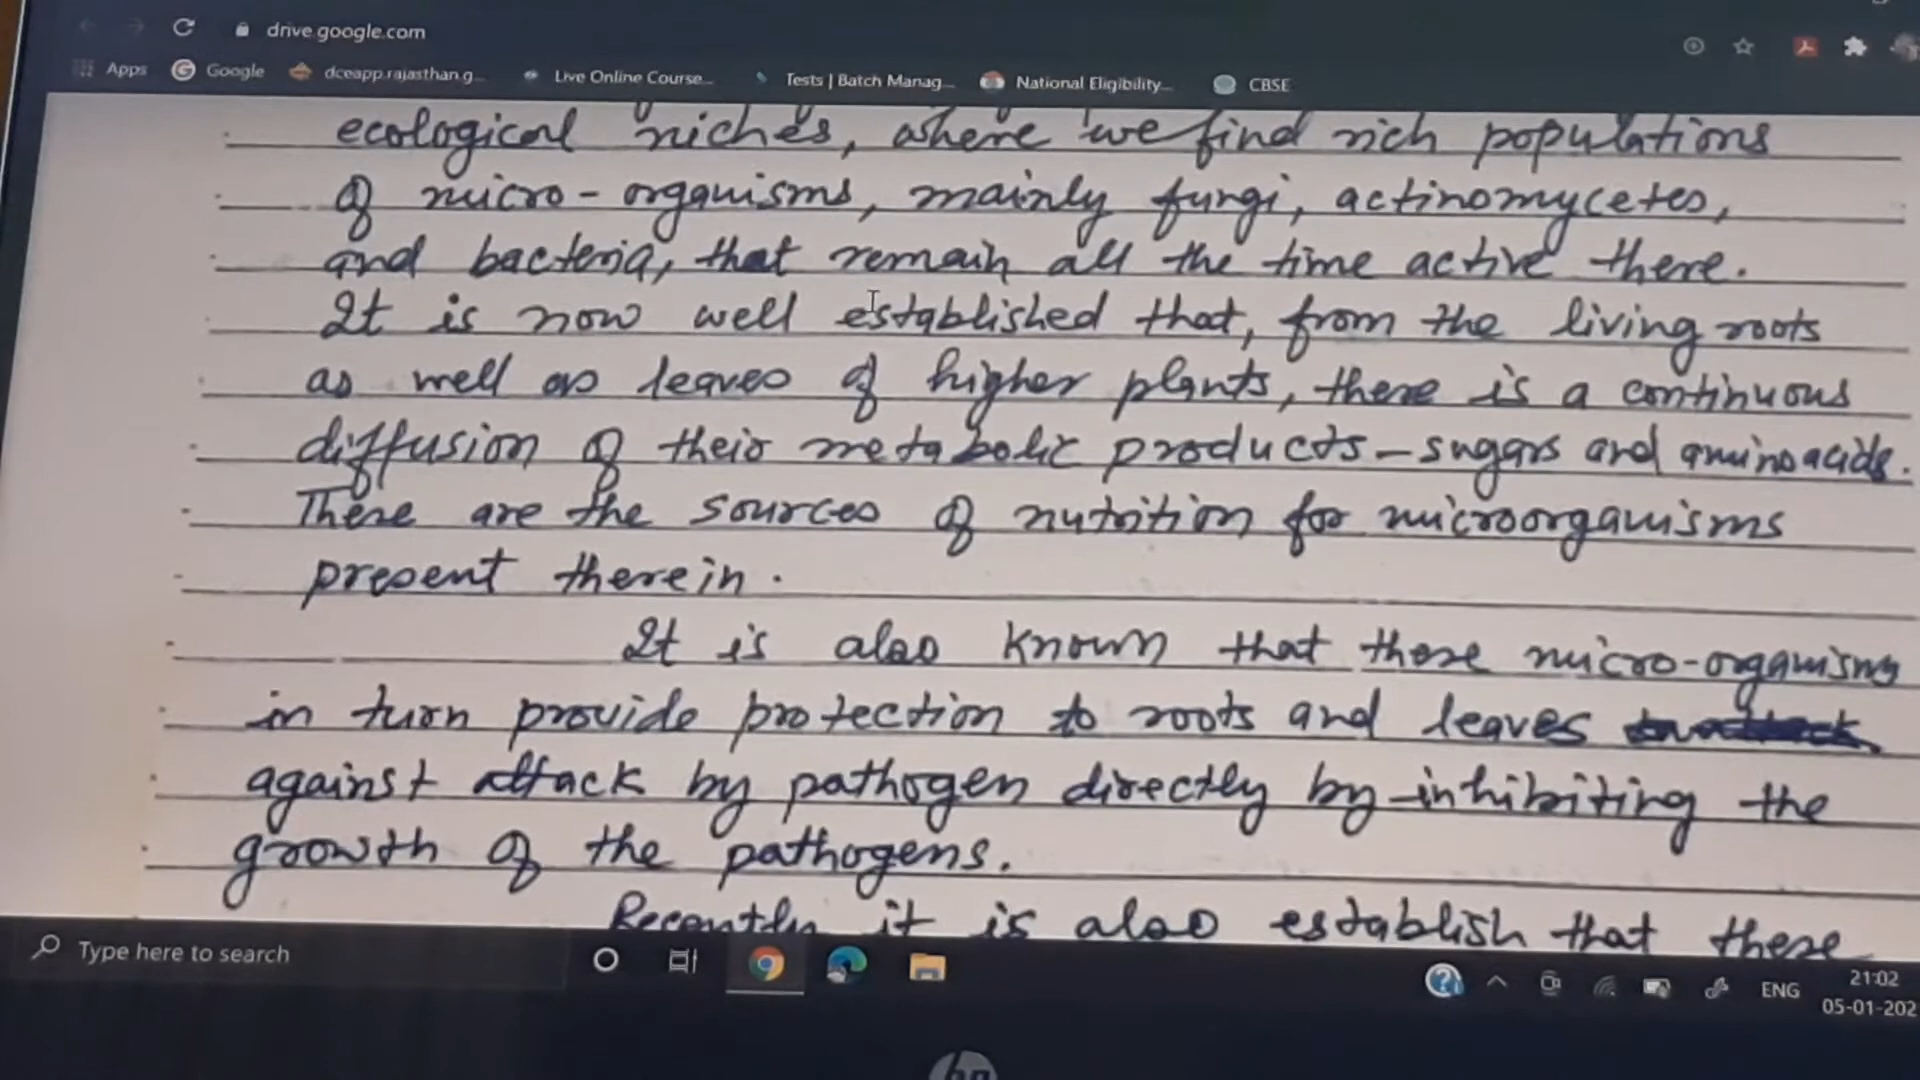 drive.google.com
Apps Google dceapp.rajasthan.g... Live Online Course... Tests | Batch Manag... National Eligibility... CBSE
ecological niches, where we find rich populations
of micro-organisms, mainly fungi, actinomycetes,
and bacteria, that remain all the time active there.
It is now well established that, from the living roots
as well as leaves of higher plants, there is a continuous
diffusion of their metabolic products-sugars and aminoacids.
These are the sources of nutrition for microorganisms
present therein.
It is also known that these micro-organisms
in turn provide protection to roots and leaves
against attack by pathogen directly by inhibiting the
growth of the pathogens.
Recently it is also establish that these
Type here to search
ENG
21:02
05-01-202
hp